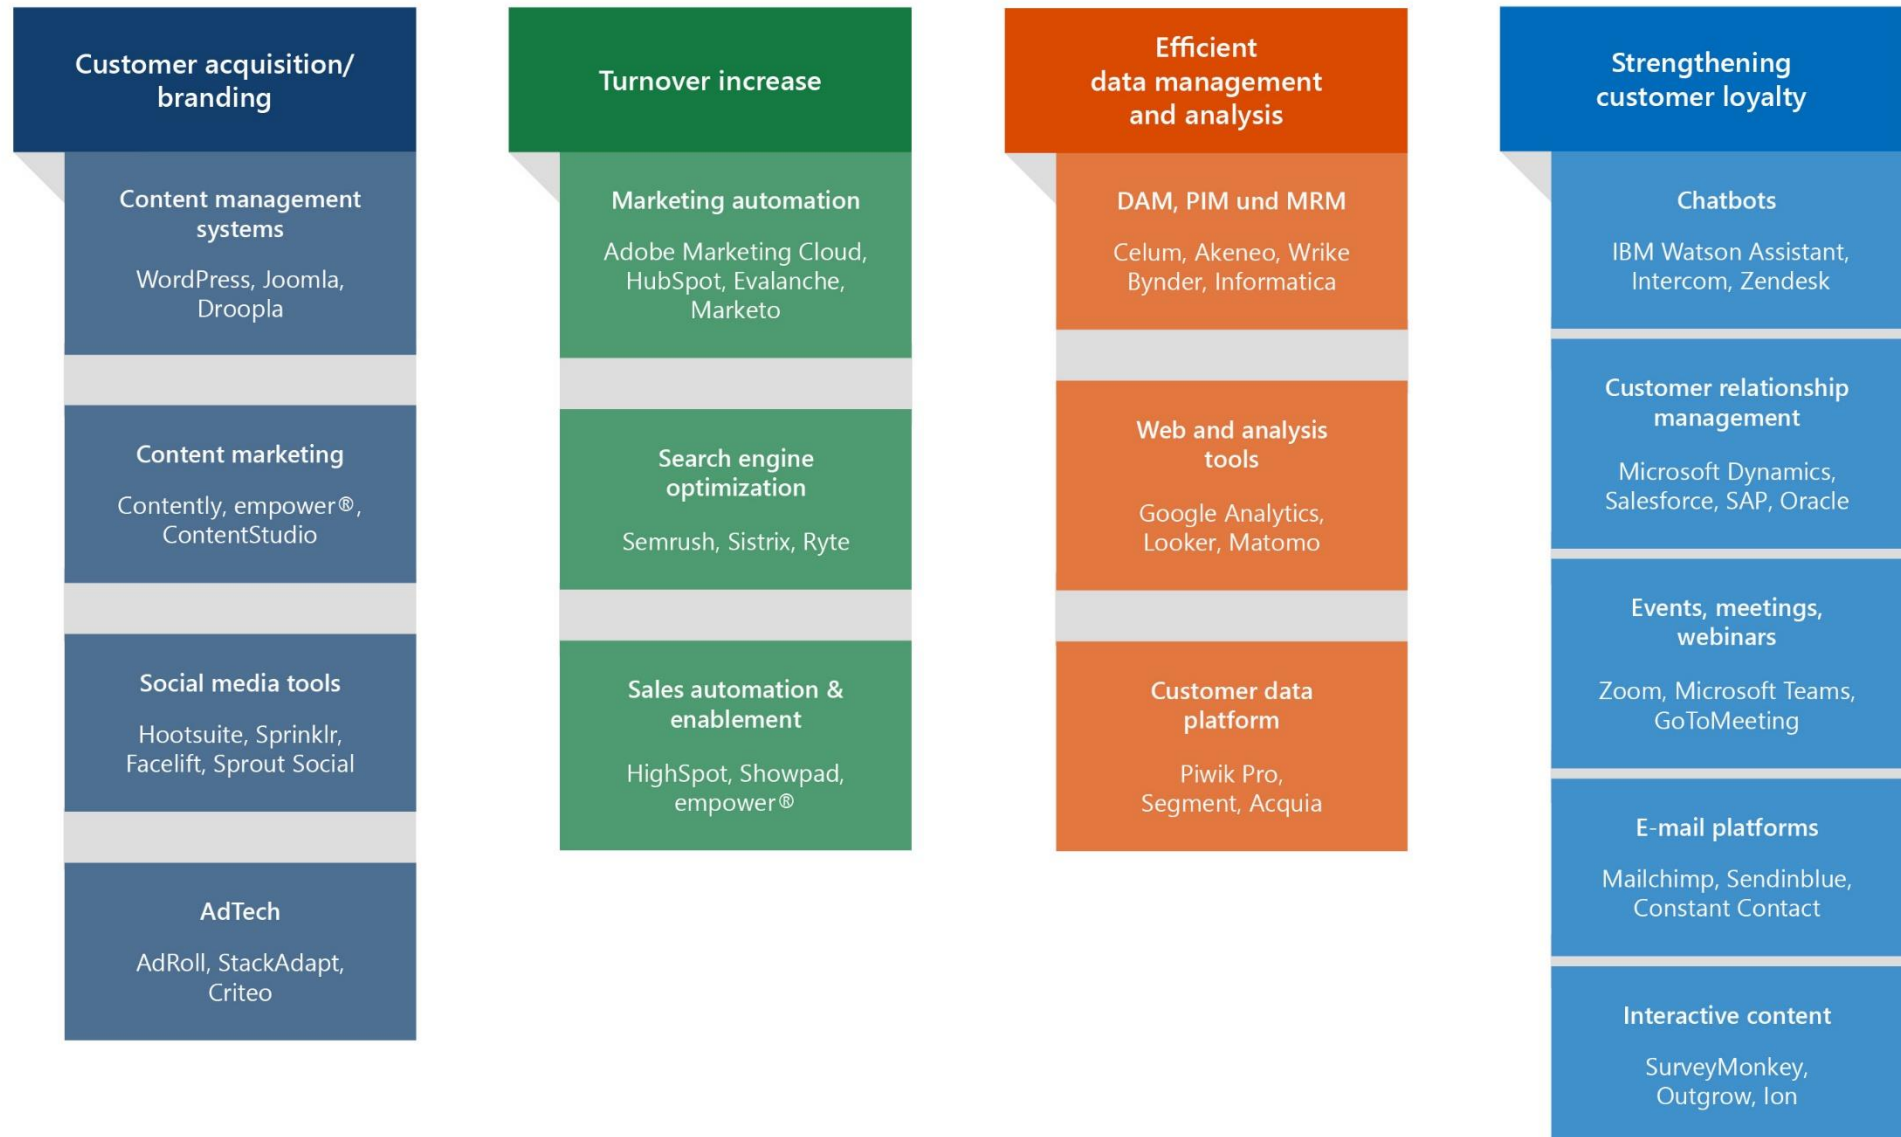 Customer acquisition/
branding
Content management
systems
WordPress, Joomla,
Droopla
Content marketing
Contently, empower®,
ContentStudio
Social media tools
Hootsuite, Sprinklr,
Facelift, Sprout Social
AdTech
AdRoll, StackAdapt,
Criteo
Turnover increase
Marketing automation
Adobe Marketing Cloud,
HubSpot, Evalanche,
Marketo
Search engine
optimization
Semrush, Sistrix, Ryte
Sales automation &
enablement
HighSpot, Showpad,
empower®
Efficient
data management
and analysis
DAM, PIM und MRM
Celum, Akeneo, Wrike
Bynder, Informatica
Web and analysis
tools
Google Analytics,
Looker, Matomo
Customer data
platform
Piwik Pro,
Segment, Acquia
Strengthening
customer loyalty
Chatbots
IBM Watson Assistant,
Intercom, Zendesk
Customer relationship
management
Microsoft Dynamics,
Salesforce, SAP, Oracle
Events, meetings,
webinars
Zoom, Microsoft Teams,
GoToMeeting
E-mail platforms
Mailchimp, Sendinblue,
Constant Contact
Interactive content
SurveyMonkey,
Outgrow, Ion